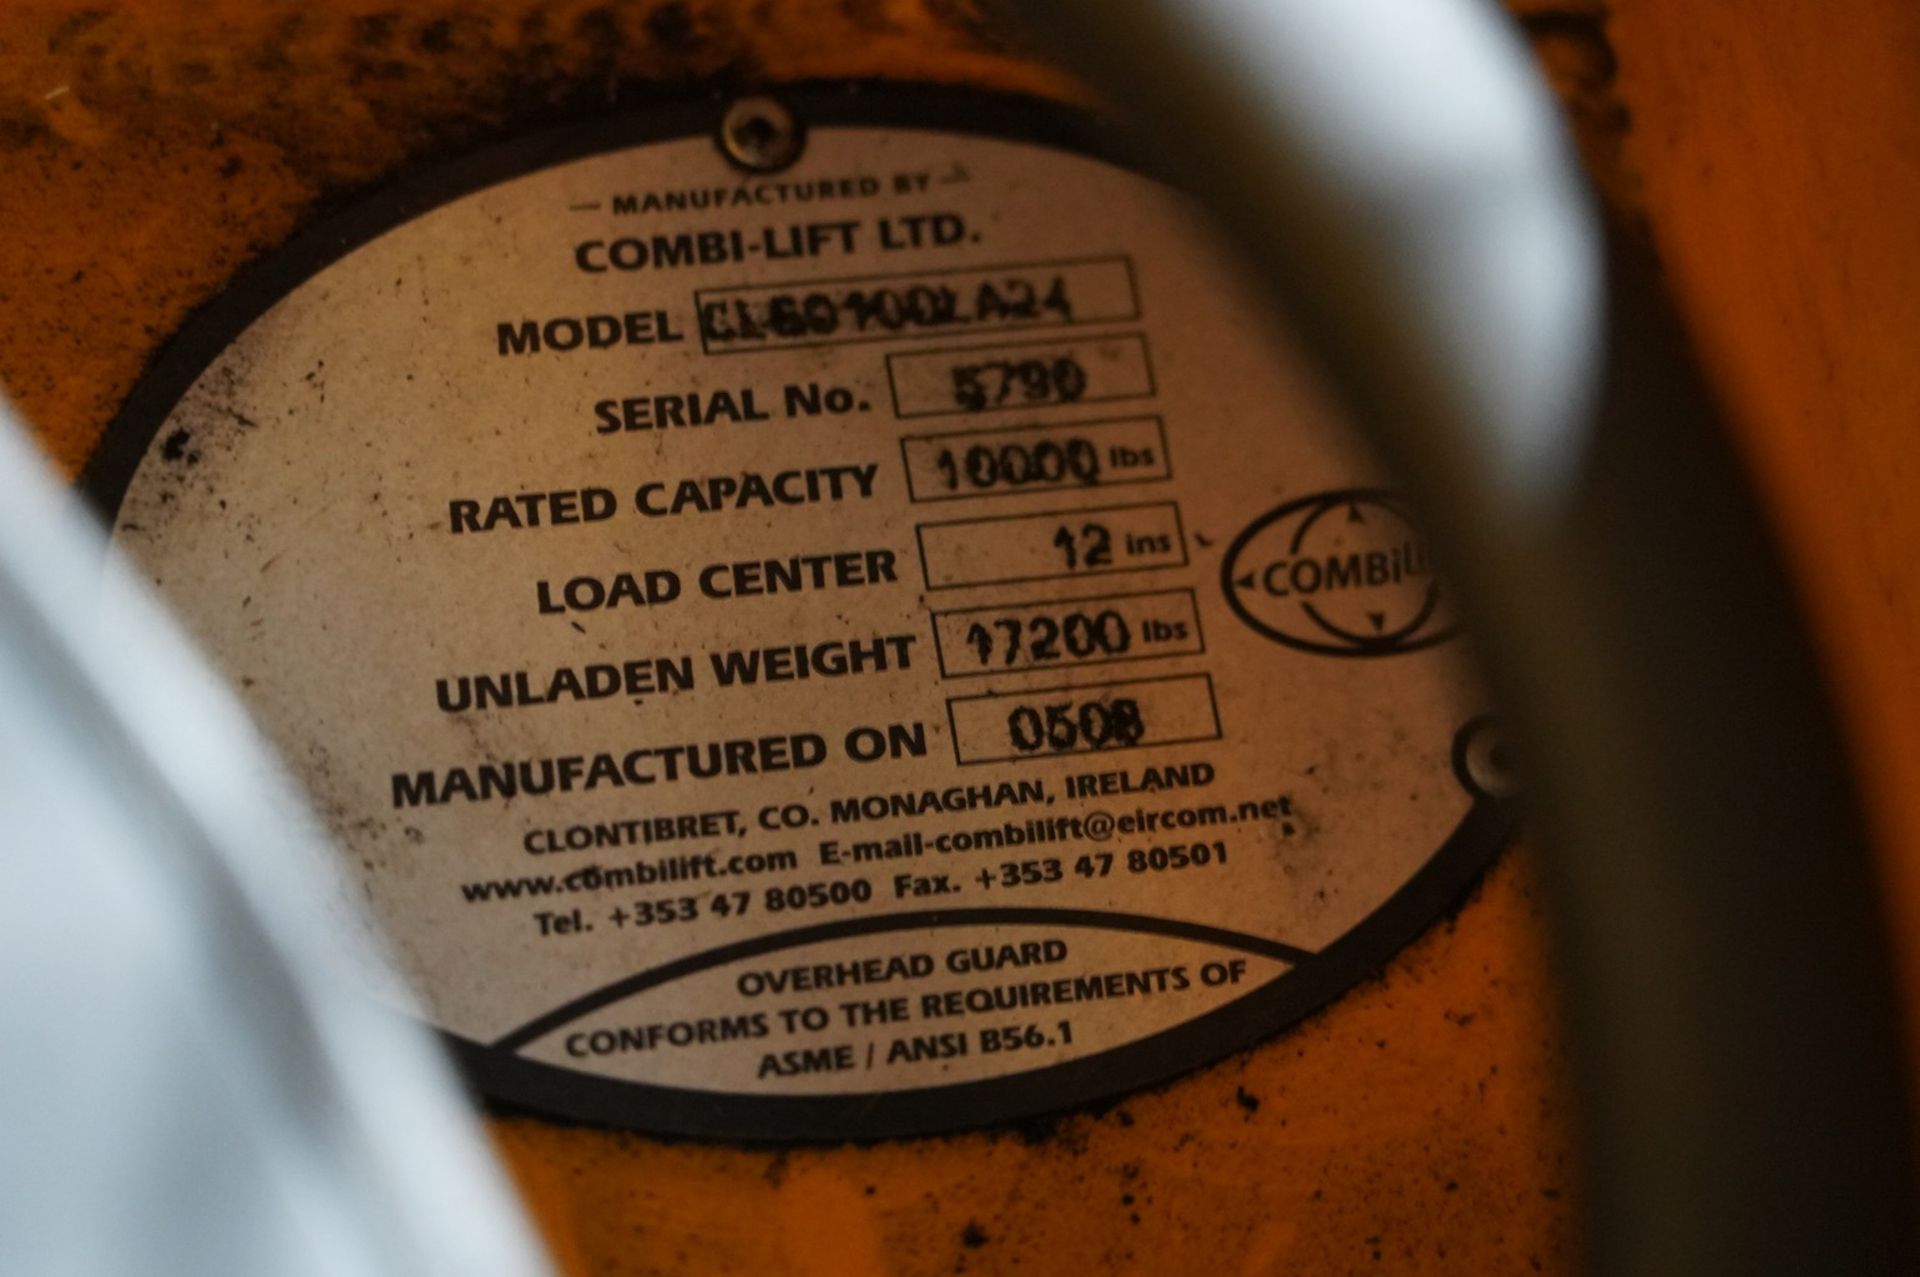 MANUFACTURED BY
COMBI-LIFT LTD.
MODEL CL60100LA24
SERIAL No. 5790
RATED CAPACITY 10000 lbs
LOAD CENTER 12 ins
UNLADEN WEIGHT 17200 lbs
MANUFACTURED ON 0508
COMBiLi
CLONTIBRET, CO. MONAGHAN, IRELAND
www.combilift.com E-mail-combilift@eircom.net
Tel. +353 47 80500 Fax. +353 47 80501
OVERHEAD GUARD
CONFORMS TO THE REQUIREMENTS OF
ASME / ANSI B56.1